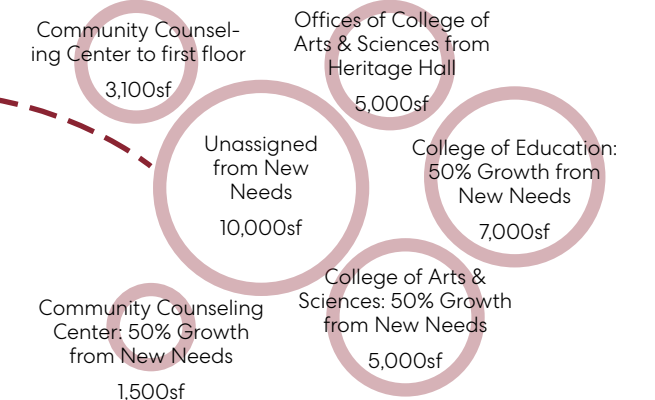 Community Counsel-
ing Center to first floor
3,100sf
Offices of College of
Arts & Sciences from
Heritage Hall
5,000sf
Unassigned
from New
Needs
10,000sf
College of Education:
50% Growth from
New Needs
7,000sf
Community Counseling
Center: 50% Growth
from New Needs
1,500sf
College of Arts &
Sciences: 50% Growth
from New Needs
5,000sf